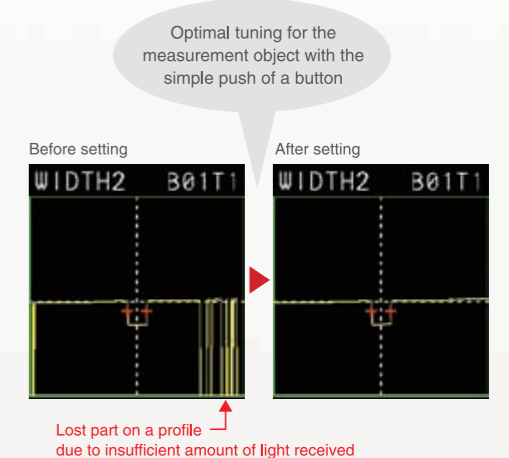 Optimal tuning for the
measurement object with the
simple push of a button
Before setting
WIDTH2 B01T1
After setting
WIDTH2 B01T1
Lost part on a profile
due to insufficient amount of light received